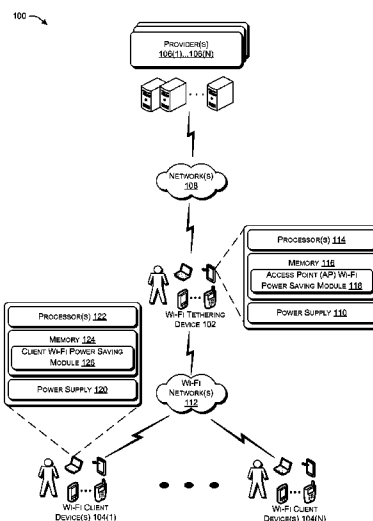 100
PROVIDER(S)
106(1)...106(N)
NETWORK(S)
108
PROCESSOR(S) 114
MEMORY 116
ACCESS POINT (AP) WI-FI
POWER SAVING MODULE 118
POWER SUPPLY 110
WI-FI TETHERING
DEVICE 102
PROCESSOR(S) 122
MEMORY 124
CLIENT WI-FI POWER SAVING
MODULE 126
POWER SUPPLY 120
WI-FI
NETWORK(S)
112
WI-FI CLIENT
DEVICE(S) 104(1)
WI-FI CLIENT
DEVICE(S) 104(N)